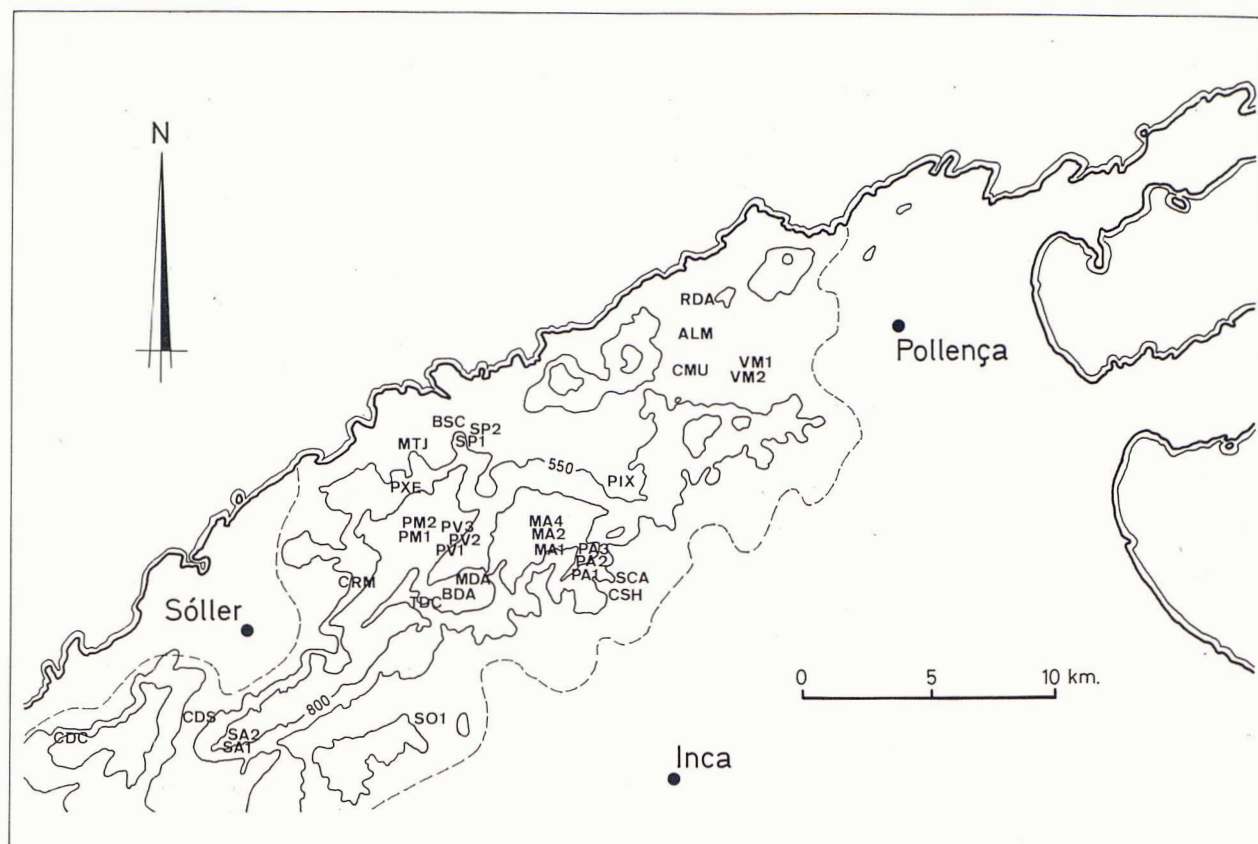 N
RDA
ALM
Pollença
CMU
VM1
VM2
BSC
SP2
SP1
MTJ
550
PIX
PXE
PM2
PM1
PV3
PV2
PV1
MA4
MA2
MA1
PA3
PA2
PA1
SCA
CSH
CRM
MDA
BDA
TDC
Sóller
0 5 10 km.
800
CDS
SO1
CDC
SA2
SA1
Inca